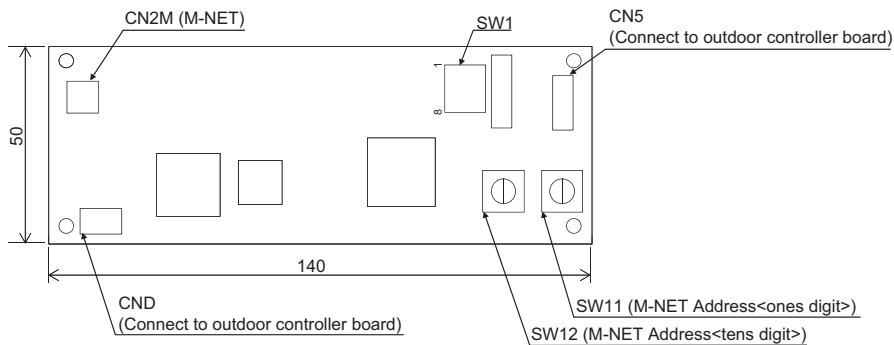 CN2M (M-NET)
SW1
CN5
(Connect to outdoor controller board)
1
8
50
140
CND
(Connect to outdoor controller board)
SW11 (M-NET Address<ones digit>)
SW12 (M-NET Address<tens digit>)